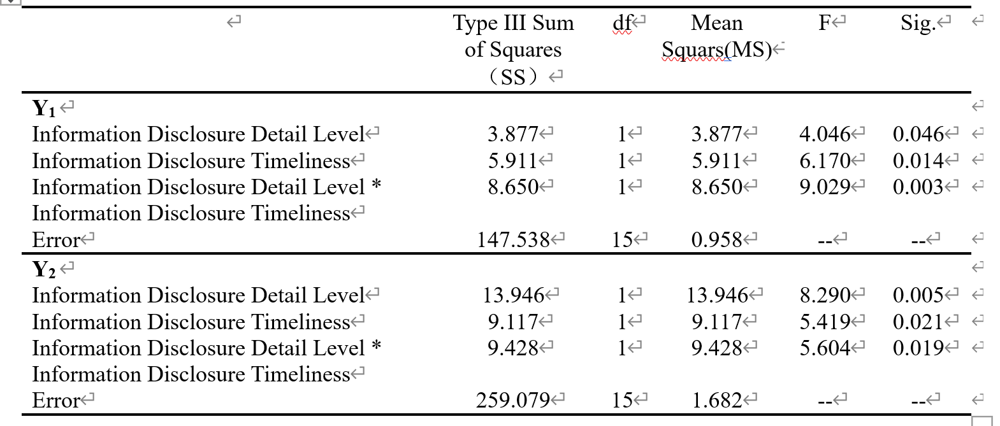 Type III Sum df Mean F Sig.
of Squares Squars(MS)
（SS）
Y₁
Information Disclosure Detail Level 3.877 1 3.877 4.046 0.046
Information Disclosure Timeliness 5.911 1 5.911 6.170 0.014
Information Disclosure Detail Level * 8.650 1 8.650 9.029 0.003
Information Disclosure Timeliness
Error 147.538 15 0.958 -- --
Y₂
Information Disclosure Detail Level 13.946 1 13.946 8.290 0.005
Information Disclosure Timeliness 9.117 1 9.117 5.419 0.021
Information Disclosure Detail Level * 9.428 1 9.428 5.604 0.019
Information Disclosure Timeliness
Error 259.079 15 1.682 -- --